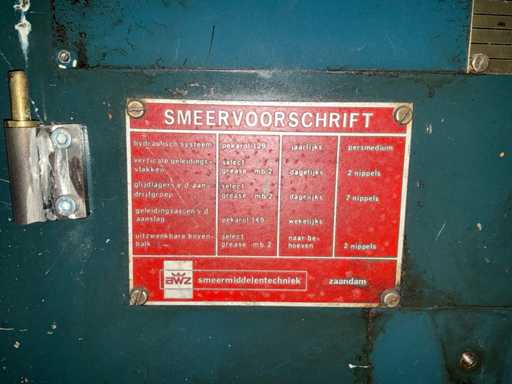 SMEERVOORSCHRIFT
hydraulisch systeem pekarol 129 jaarlijks persmedium
verticale geleidings- select dagelijks 2 nippels
vlakken grease mb 2
glijdlagers v d aan- select dagelijks 7 nippels
drijfgroep grease mb 2
geleidingsassen v d pekarol 149 wekelijks
aanslag
uitzwenkbare boven- select naar be- 2 nippels
balk grease mb 2 hoeven
awz smeermiddelentechniek zaandam